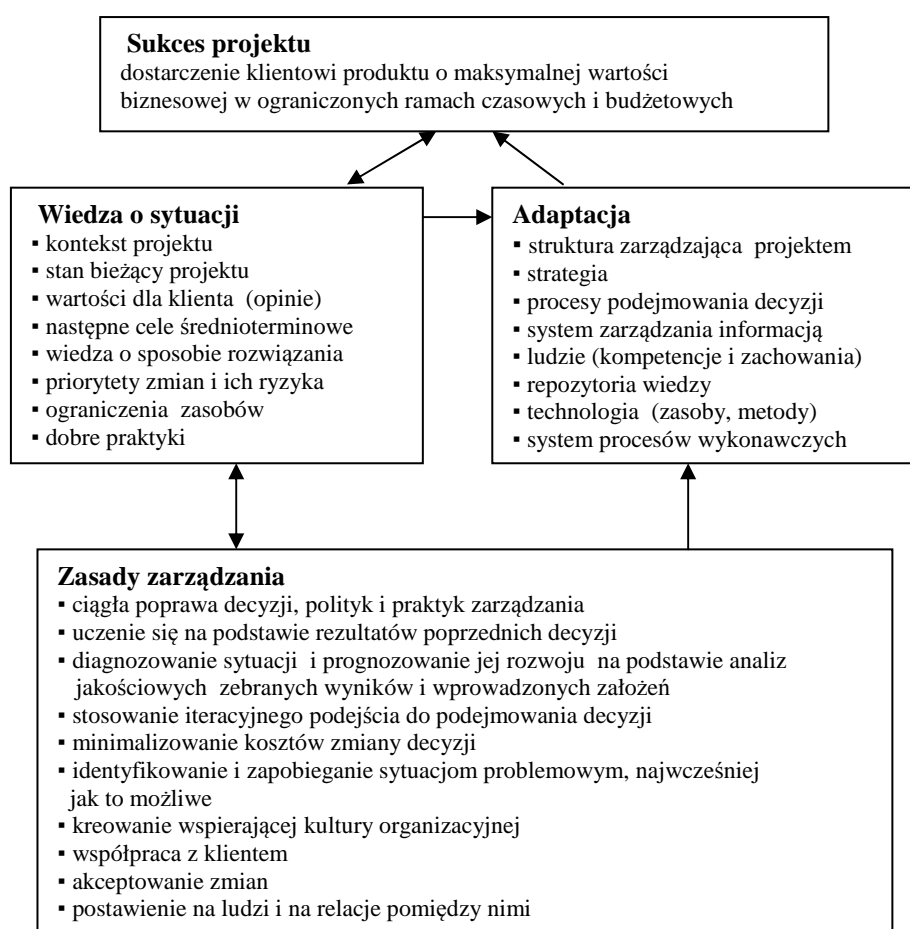 Sukces projektu
dostarczenie klientowi produktu o maksymalnej wartości
biznesowej w ograniczonych ramach czasowych i budżetowych
Wiedza o sytuacji
▪ kontekst projektu
▪ stan bieżący projektu
▪ wartości dla klienta (opinie)
▪ następne cele średnioterminowe
▪ wiedza o sposobie rozwiązania
▪ priorytety zmian i ich ryzyka
▪ ograniczenia zasobów
▪ dobre praktyki
Adaptacja
▪ struktura zarządzająca projektem
▪ strategia
▪ procesy podejmowania decyzji
▪ system zarządzania informacją
▪ ludzie (kompetencje i zachowania)
▪ repozytoria wiedzy
▪ technologia (zasoby, metody)
▪ system procesów wykonawczych
Zasady zarządzania
▪ ciągła poprawa decyzji, polityk i praktyk zarządzania
▪ uczenie się na podstawie rezultatów poprzednich decyzji
▪ diagnozowanie sytuacji i prognozowanie jej rozwoju na podstawie analiz
jakościowych zebranych wyników i wprowadzonych założeń
▪ stosowanie iteracyjnego podejścia do podejmowania decyzji
▪ minimalizowanie kosztów zmiany decyzji
▪ identyfikowanie i zapobieganie sytuacjom problemowym, najwcześniej
jak to możliwe
▪ kreowanie wspierającej kultury organizacyjnej
▪ współpraca z klientem
▪ akceptowanie zmian
▪ postawienie na ludzi i na relacje pomiędzy nimi